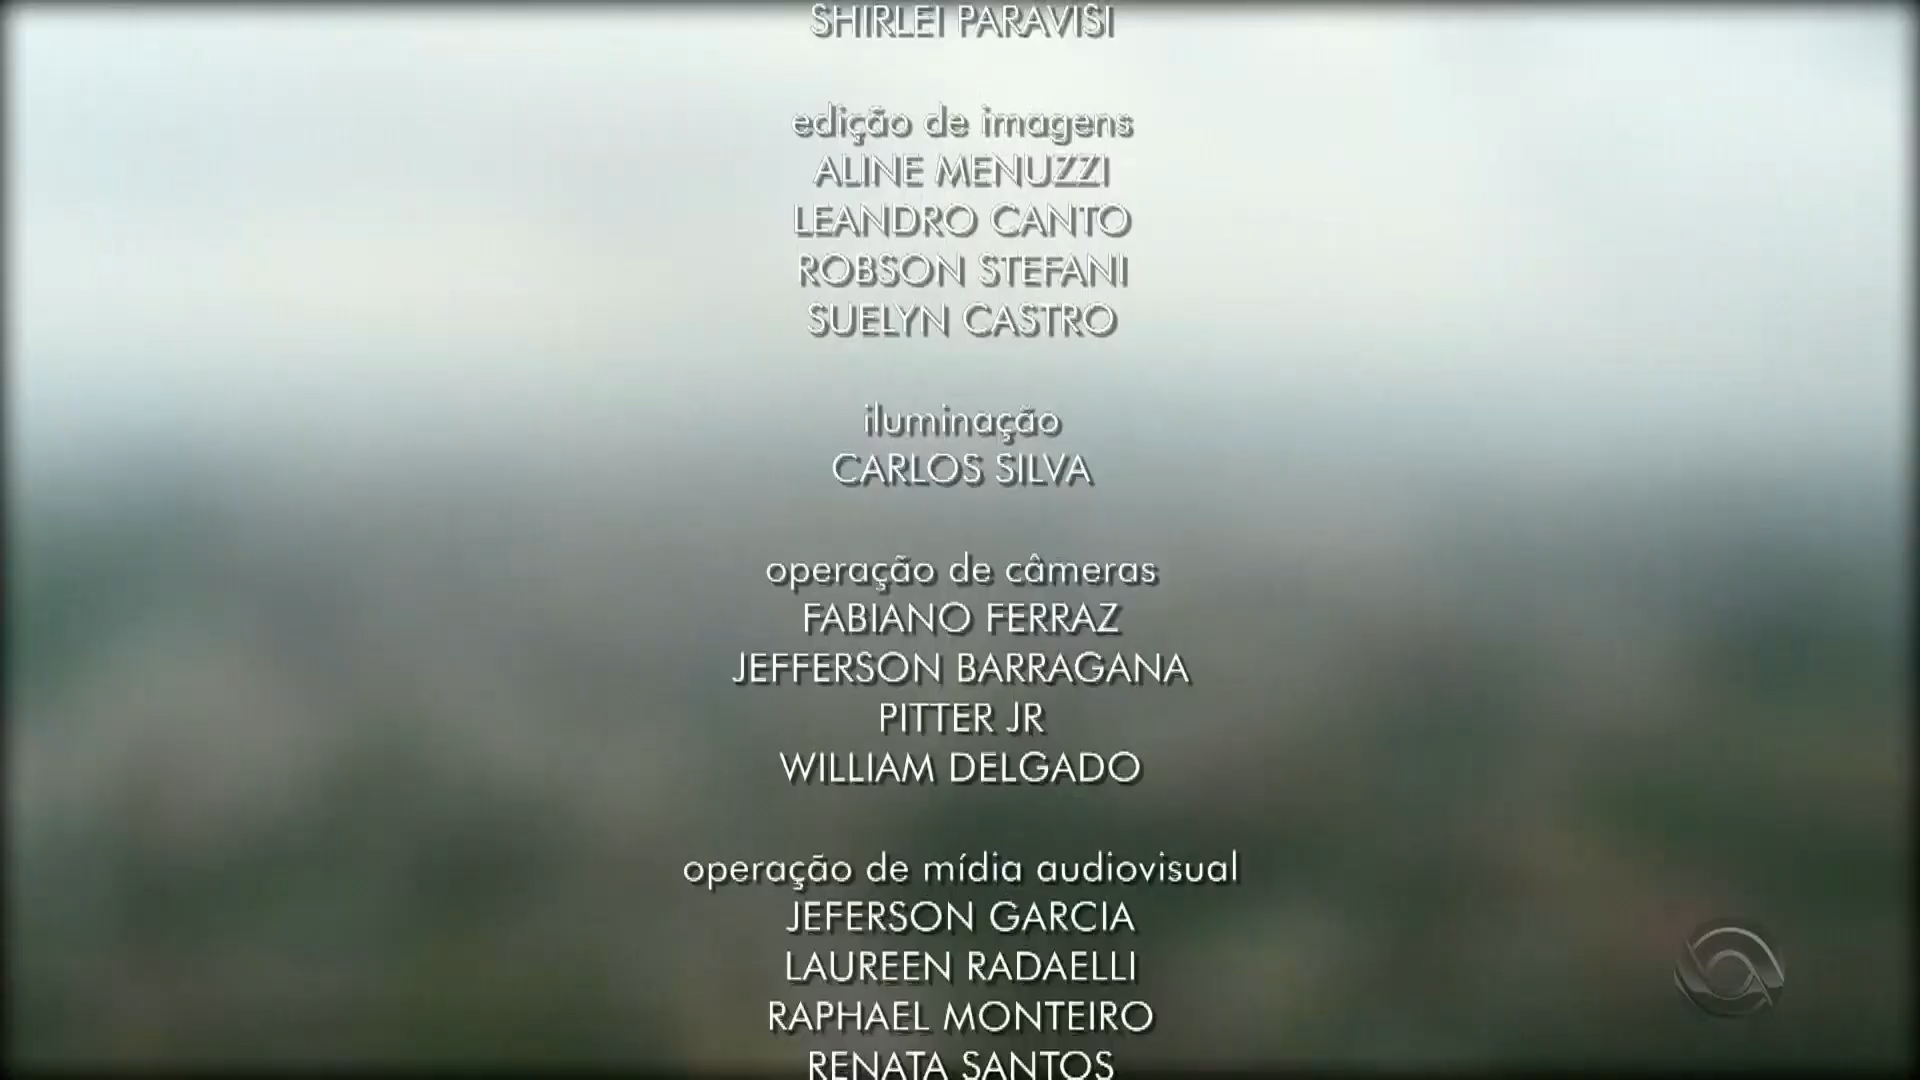 SHIRLEI PARAVISI
edição de imagens
ALINE MENUZZI
LEANDRO CANTO
ROBSON STEFANI
SUELYN CASTRO
iluminação
CARLOS SILVA
operação de câmeras
FABIANO FERRAZ
JEFFERSON BARRAGANA
PITTER JR
WILLIAM DELGADO
operação de mídia audiovisual
JEFERSON GARCIA
LAUREEN RADAELLI
RAPHAEL MONTEIRO
RENATA SANTOS